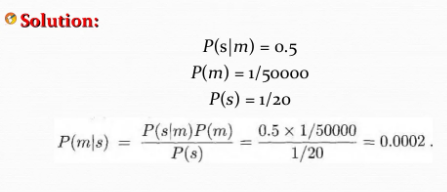 Solution:
P(s|m) = 0.5
P(m) = 1/50000
P(s) = 1/20
P(m|s) = P(s|m)P(m) / P(s) = 0.5 × 1/50000 / 1/20 = 0.0002 .